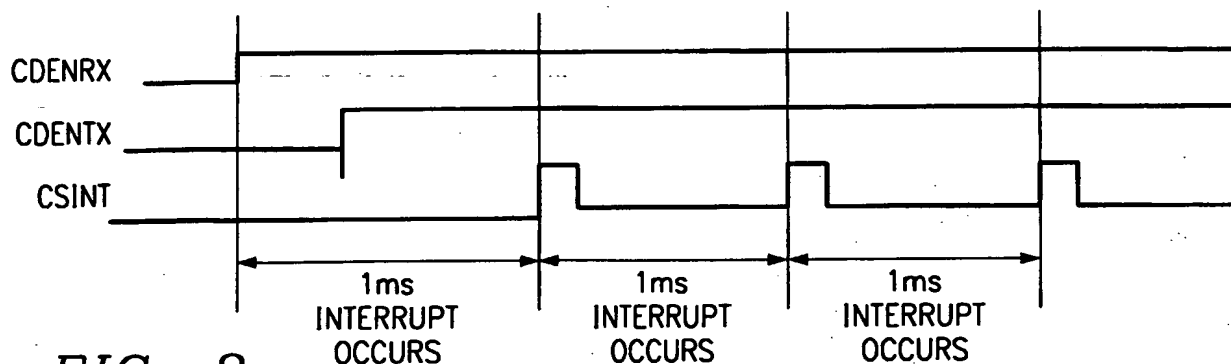 CDENRX
CDENTX
CSINT
1ms
INTERRUPT
OCCURS
1ms
INTERRUPT
OCCURS
1ms
INTERRUPT
OCCURS